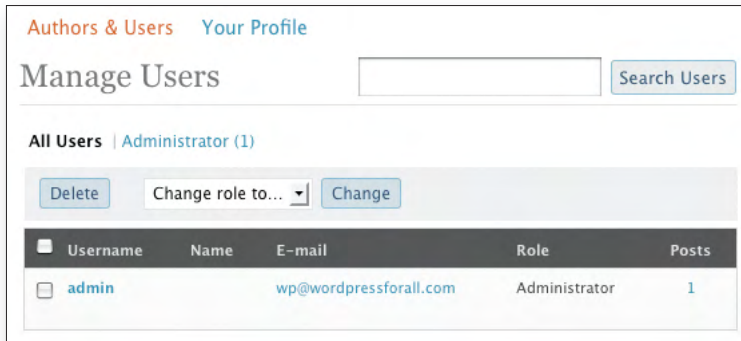 Authors & Users Your Profile
Manage Users Search Users
All Users | Administrator (1)
Delete Change role to... Change
Username Name E-mail Role Posts
admin wp@wordpressforall.com Administrator 1